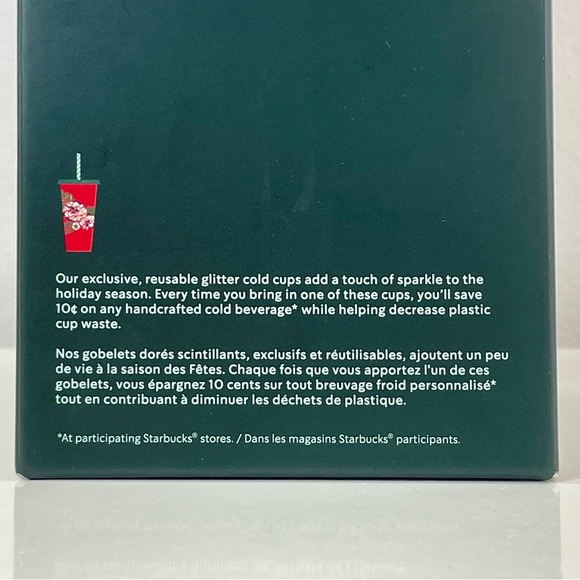 Our exclusive, reusable glitter cold cups add a touch of sparkle to the
holiday season. Every time you bring in one of these cups, you'll save
10¢ on any handcrafted cold beverage* while helping decrease plastic
cup waste.
Nos gobelets dorés scintillants, exclusifs et réutilisables, ajoutent un peu
de vie à la saison des Fêtes. Chaque fois que vous apportez l'un de ces
gobelets, vous épargnez 10 cents sur tout breuvage froid personnalisé*
tout en contribuant à diminuer les déchets de plastique.
*At participating Starbucks® stores. / Dans les magasins Starbucks® participants.